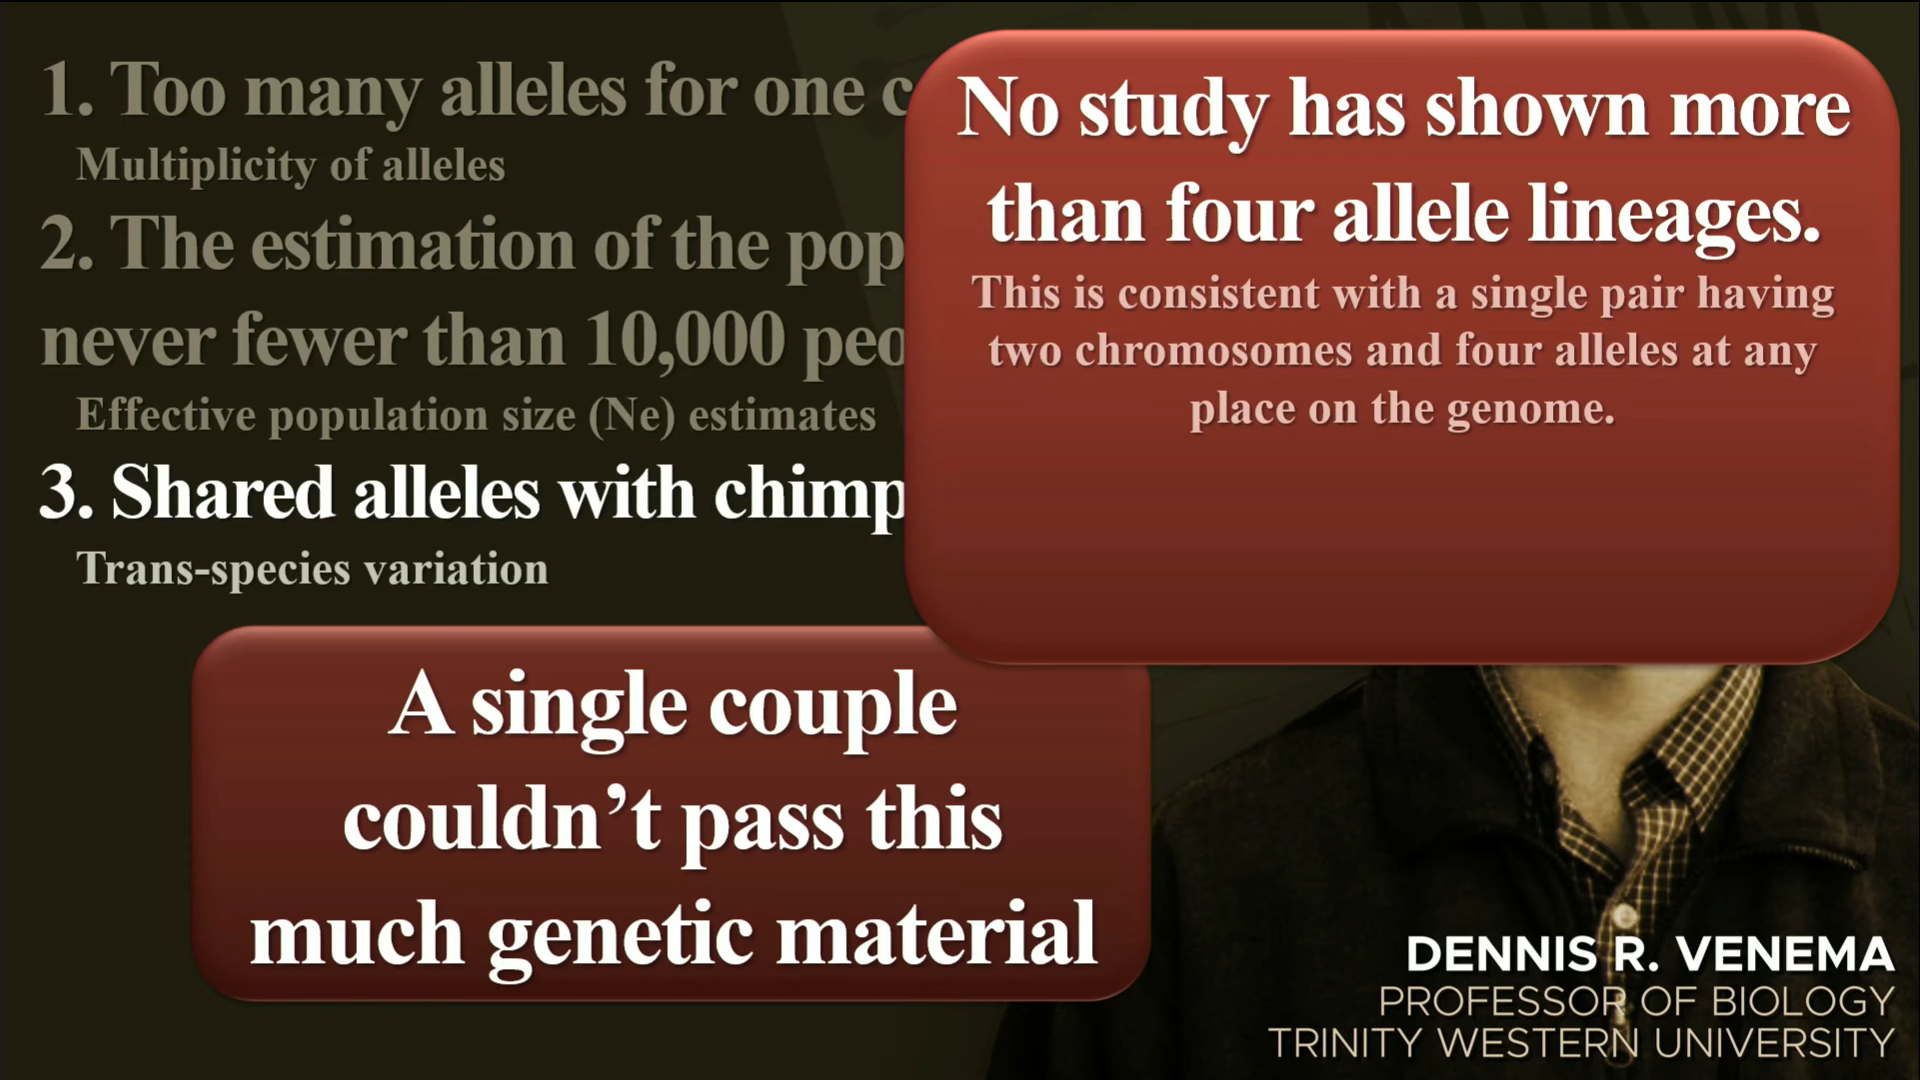 1. Too many alleles for one
Multiplicity of alleles
2. The estimation of the pop
never fewer than 10,000 peo
Effective population size (Ne) estimates
3. Shared alleles with chimp
Trans-species variation
No study has shown more
than four allele lineages.
This is consistent with a single pair having
two chromosomes and four alleles at any
place on the genome.
A single couple
couldn’t pass this
much genetic material
DENNIS R. VENEMA
PROFESSOR OF BIOLOGY
TRINITY WESTERN UNIVERSITY